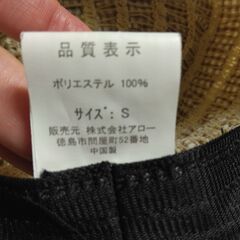 品質表示
ポリエステル 100%
サイズ: S
販売元 株式会社アロー
徳島市問屋町52番地
中国製